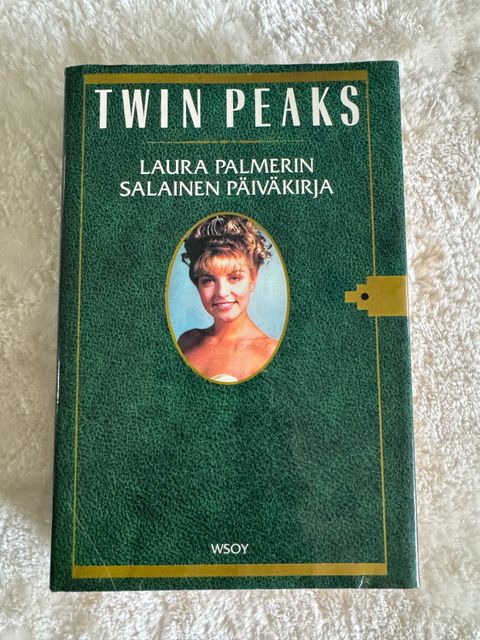 TWIN PEAKS
LAURA PALMERIN
SALAINEN PÄIVÄKIRJA
WSOY